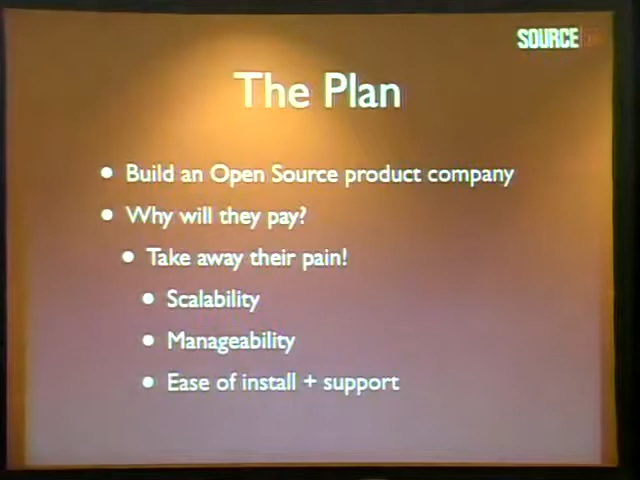 SOURCE
The Plan
Build an Open Source product company
Why will they pay?
Take away their pain!
Scalability
Manageability
Ease of install + support